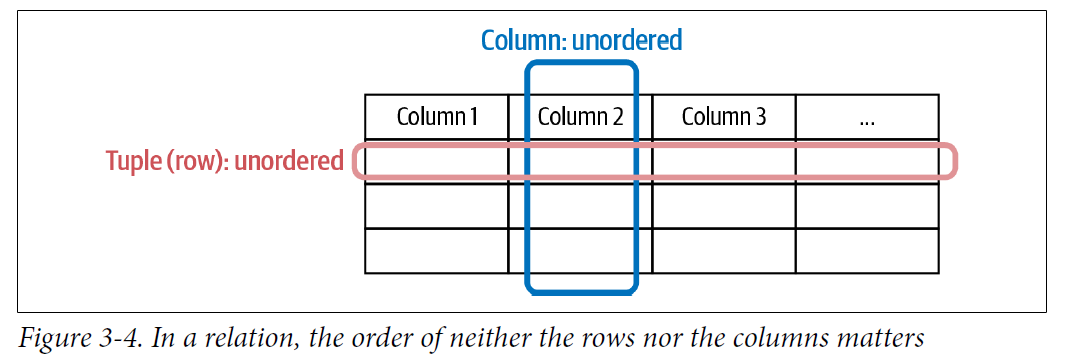 Column: unordered
Column 1 Column 2 Column 3 ...
Tuple (row): unordered
Figure 3-4. In a relation, the order of neither the rows nor the columns matters